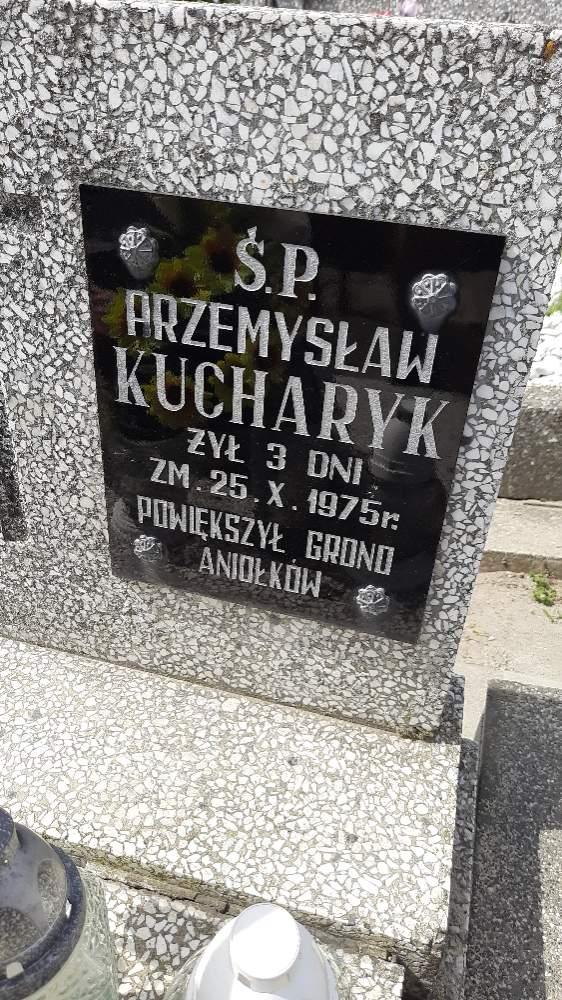 Ś.P.
PRZEMYSŁAW
KUCHARYK
ŻYŁ 3 DNI
ZM. 25. X. 1975r.
POWIĘKSZYŁ GRONO
ANIOŁKÓW